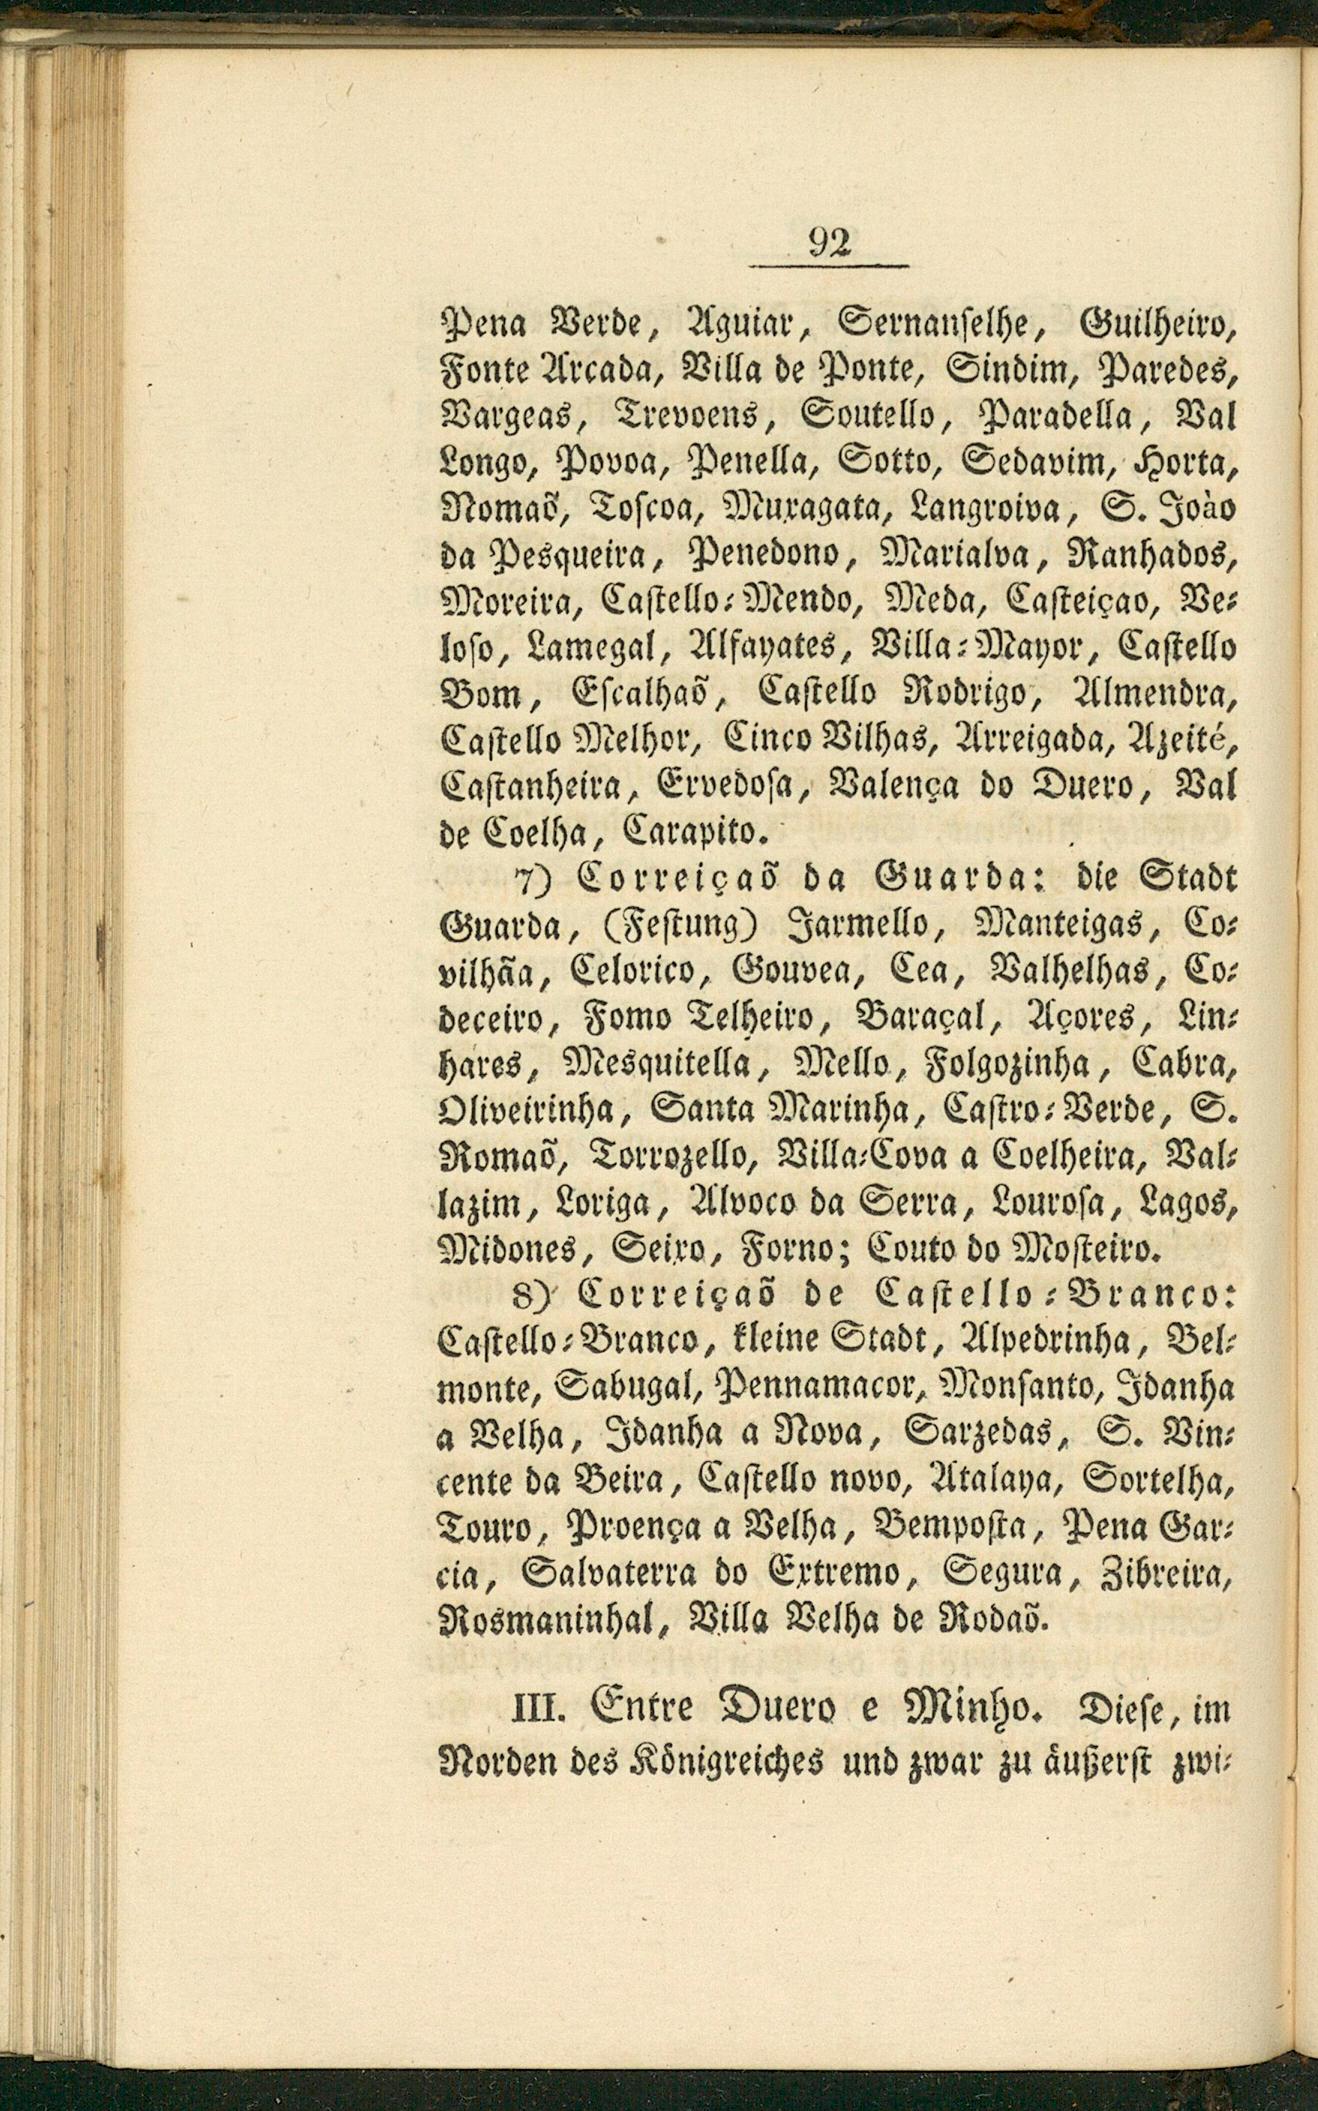 92
Pena Verde, Aguiar, Sernanselhe, Guilheiro,
Fonte Arcada, Villa de Ponte, Sindim, Paredes,
Vargeas, Trevoens, Soutello, Paradella, Val
Longo, Povoa, Penella, Sotto, Sedavim, Horta,
Nomaõ, Toscoa, Muxagata, Langroiva, S. Joào
da Pesqueira, Penedono, Marialva, Ranhados,
Moreira, Castello-Mendo, Meda, Casteiçao, Ve-
loso, Lamegal, Alfayates, Villa-Mayor, Castello
Bom, Escalhaõ, Castello Rodrigo, Almendra,
Castello Melhor, Cinco Vilhas, Arreigada, Azeité,
Castanheira, Ervedosa, Valença do Duero, Val
de Coelha, Carapito.
7) Correiçaõ da Guarda: die Stadt
Guarda, (Festung) Jarmello, Manteigas, Co-
vilhãa, Celorico, Gouvea, Cea, Valhelhas, Co-
deceiro, Fomo Telheiro, Baraçal, Açores, Lin-
hares, Mesquitella, Mello, Folgozinha, Cabra,
Oliveirinha, Santa Marinha, Castro-Verde, S.
Romaõ, Torrozello, Villa-Cova a Coelheira, Val-
lazim, Loriga, Alvoco da Serra, Lourosa, Lagos,
Midones, Seixo, Forno; Couto do Mosteiro.
8) Correiçaõ de Castello-Branco:
Castello-Branco, kleine Stadt, Alpedrinha, Bel-
monte, Sabugal, Pennamacor, Monsanto, Idanha
a Velha, Idanha a Nova, Sarzedas, S. Vin-
cente da Beira, Castello novo, Atalaya, Sortelha,
Touro, Proença a Velha, Bemposta, Pena Gar-
cia, Salvaterra do Extremo, Segura, Zibreira,
Rosmaninhal, Villa Velha de Rodaõ.
III. Entre Duero e Minho. Diese, im
Norden des Königreiches und zwar zu äußerst zwi-